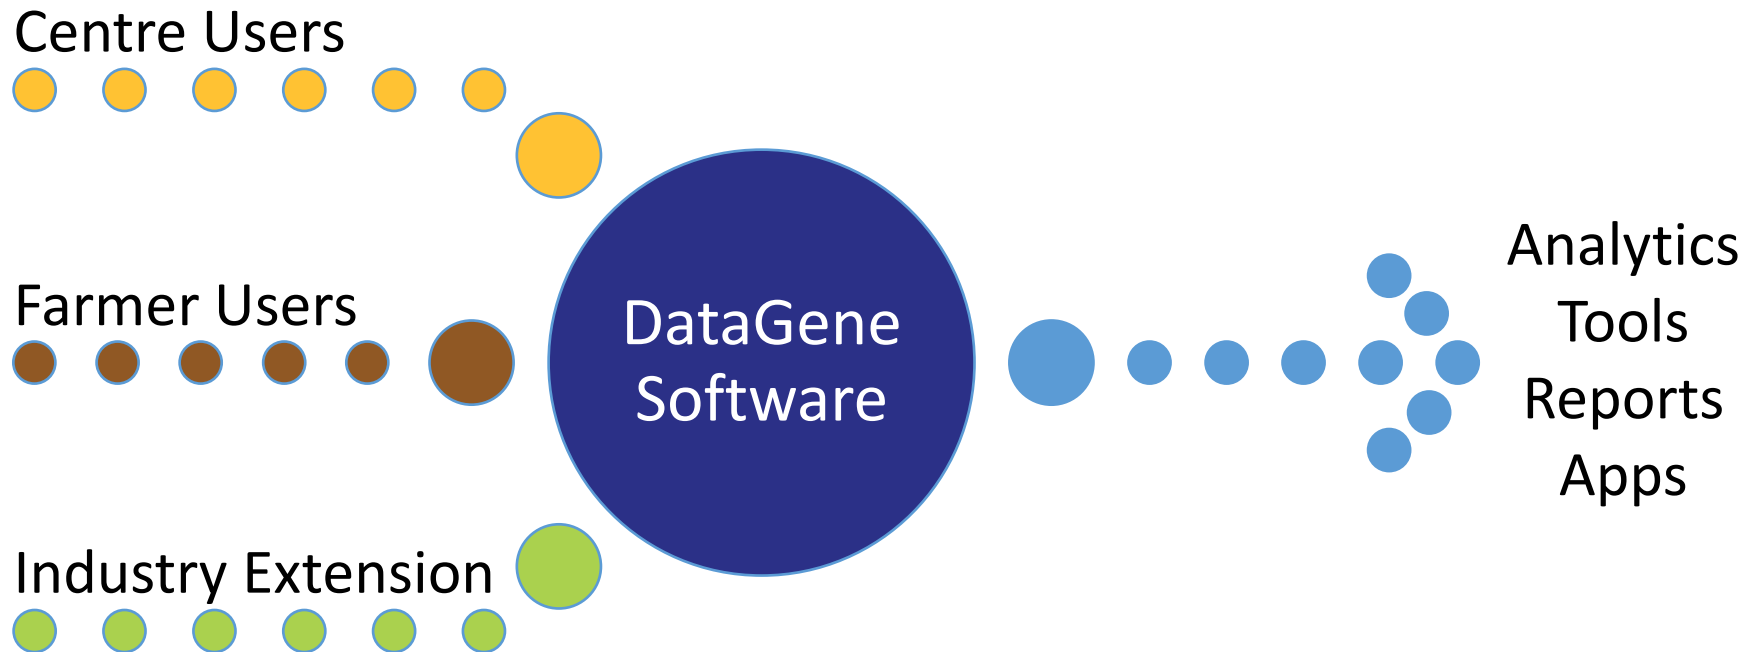 Centre Users
Farmer Users
Industry Extension
DataGene
Software
Analytics
Tools
Reports
Apps